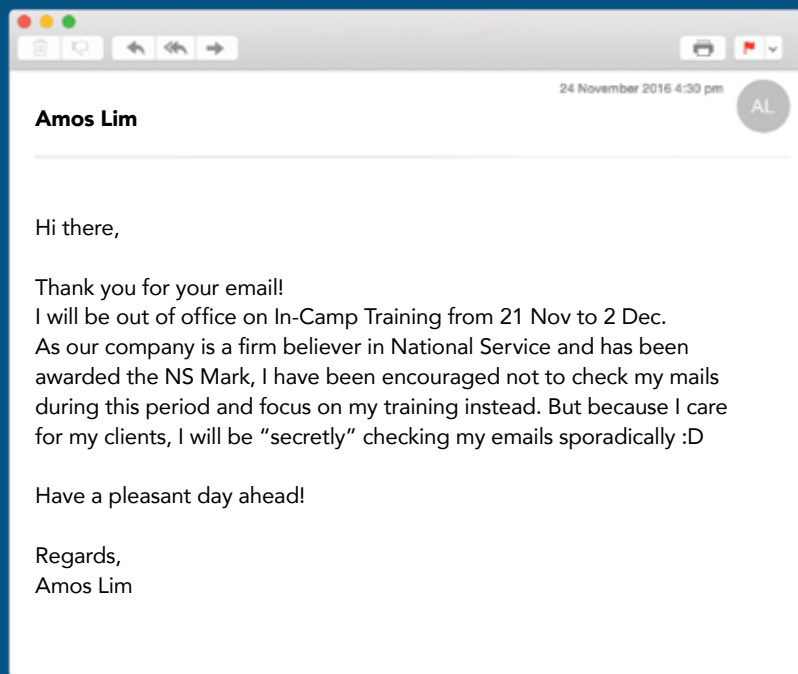 24 November 2016 4:30 pm
AL
Amos Lim
Hi there,
Thank you for your email!
I will be out of office on In-Camp Training from 21 Nov to 2 Dec.
As our company is a firm believer in National Service and has been
awarded the NS Mark, I have been encouraged not to check my mails
during this period and focus on my training instead. But because I care
for my clients, I will be “secretly” checking my emails sporadically :D
Have a pleasant day ahead!
Regards,
Amos Lim